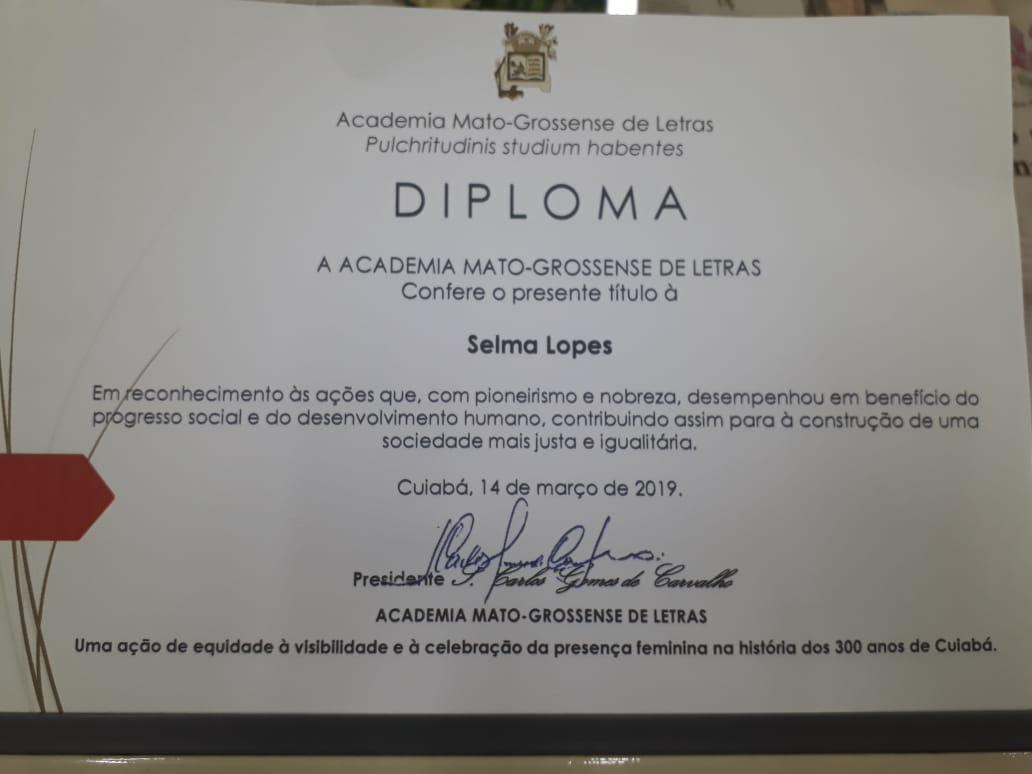 Academia Mato-Grossense de Letras
Pulchritudinis studium habentes
DIPLOMA
A ACADEMIA MATO-GROSSENSE DE LETRAS
Confere o presente título à
Selma Lopes
Em reconhecimento às ações que, com pioneirismo e nobreza, desempenhou em benefício do
progresso social e do desenvolvimento humano, contribuindo assim para à construção de uma
sociedade mais justa e igualitária.
Cuiabá, 14 de março de 2019.
Presidente S. Carlos Gomes de Carvalho
ACADEMIA MATO-GROSSENSE DE LETRAS
Uma ação de equidade à visibilidade e à celebração da presença feminina na história dos 300 anos de Cuiabá.